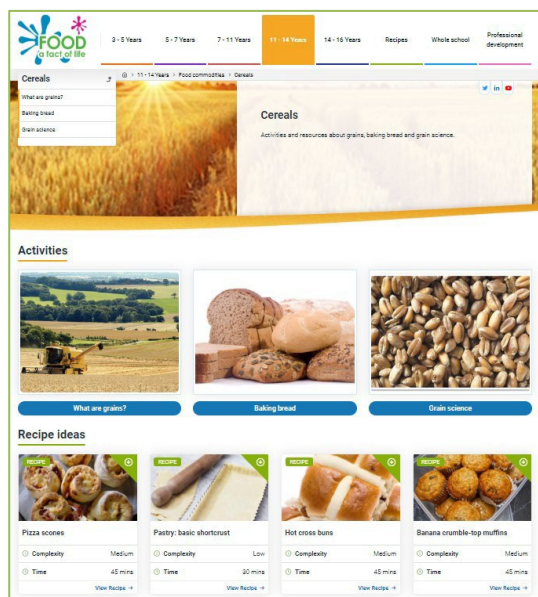 FOOD
a fact of life
3 - 5 Years
5 - 7 Years
7 - 11 Years
11 - 14 Years
14 - 16 Years
Recipes
Whole school
Professional
development
Cereals
11 - 14 Years > Food commodities > Cereals
What are grains?
Baking bread
Grain science
Cereals
Activities and resources about grains, baking bread and grain science.
Activities
What are grains?
Baking bread
Grain science
Recipe ideas
RECIPE
RECIPE
RECIPE
RECIPE
Pizza scones
Pastry: basic shortcrust
Hot cross buns
Banana crumble-top muffins
Complexity Medium
Complexity Low
Complexity Medium
Complexity Medium
Time 45 mins
Time 30 mins
Time 45 mins
Time 45 mins
View Recipe →
View Recipe →
View Recipe →
View Recipe →